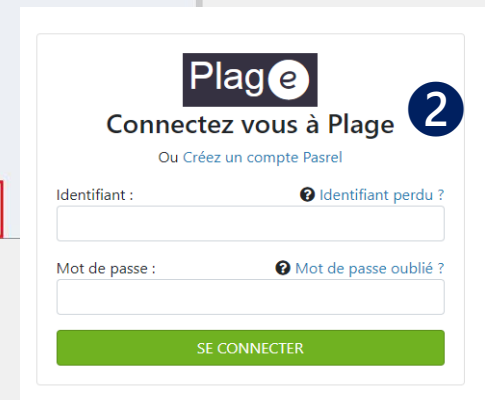 Plage
2
Connectez vous à Plage
Ou Créez un compte Pasrel
Identifiant : ? Identifiant perdu ?
Mot de passe : ? Mot de passe oublié ?
SE CONNECTER